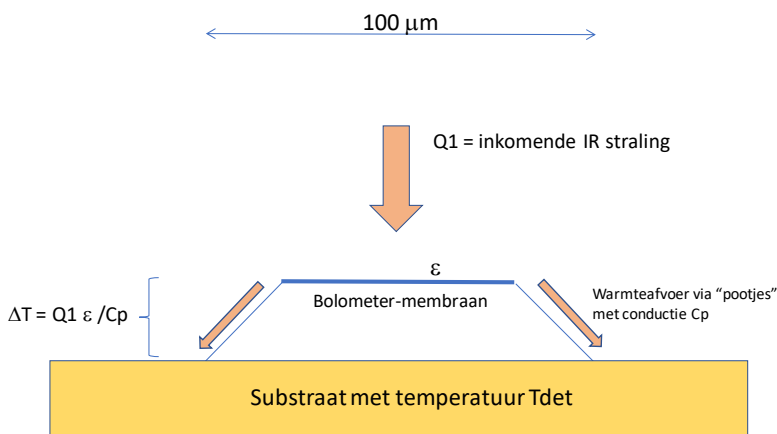 100 μm
Q1 = inkomende IR straling
ε
Bolometer-membraan
Warmteafvoer via “pootjes”
met conductie Cp
ΔT = Q1 ε /Cp
Substraat met temperatuur Tdet